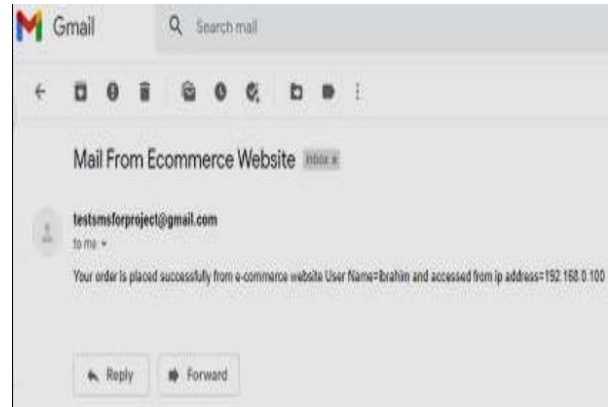 Gmail
Search mail
Mail From Ecommerce Website Inbox x
testsmsforproject@gmail.com
to me
Your order is placed successfully from e-commerce website User Name=ibrahim and accessed from ip address=192.168.0.100
Reply
Forward